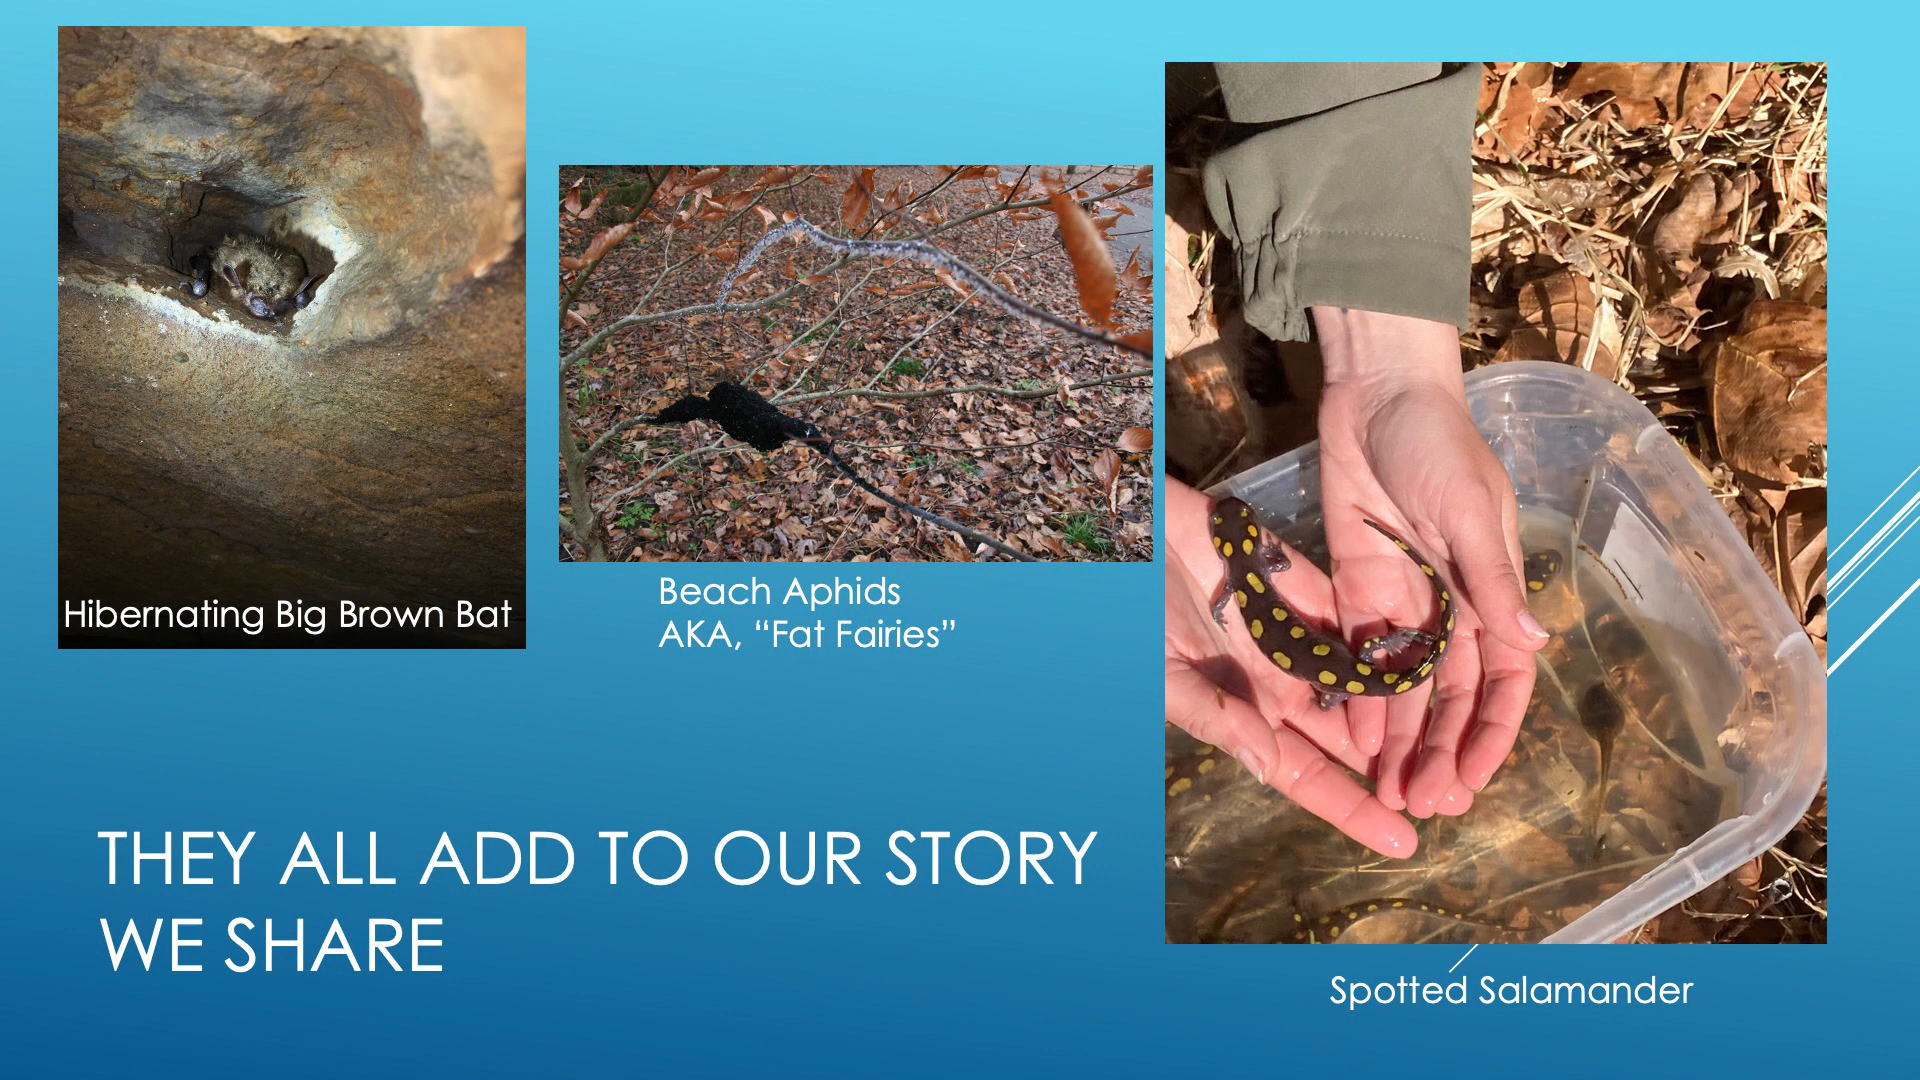 Hibernating Big Brown Bat
Beach Aphids
AKA, “Fat Fairies”
THEY ALL ADD TO OUR STORY
WE SHARE
Spotted Salamander